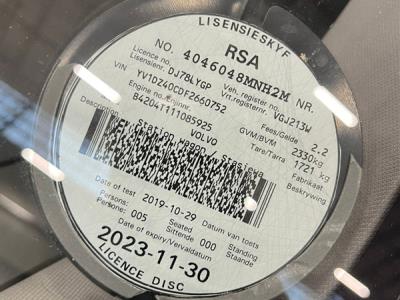 LISENSIESKYF
RSA
NO. 4046048MNH2M NR.
Licence no. DJ78LYGP Veh. register no. VGJ213W
Lisensienr. Vrt.registernr.
VIN YV1DZ40CDF2660752 Fees/Gelde 2.2
Engine no./Enjinnr. GVM/BVM 2330kg
B4204T111085925 Tare/Tarra 1721 kg
Description VOLVO Fabrikaat
Station Wagon Stasiewa Beskrywing
Date of test 2019-10-29 Datum van toets
Persons: 005 Seated 000 Standing
Persone: Sittende Staande
Date of expiry/Vervaldatum
2023-11-30
LICENCE DISC